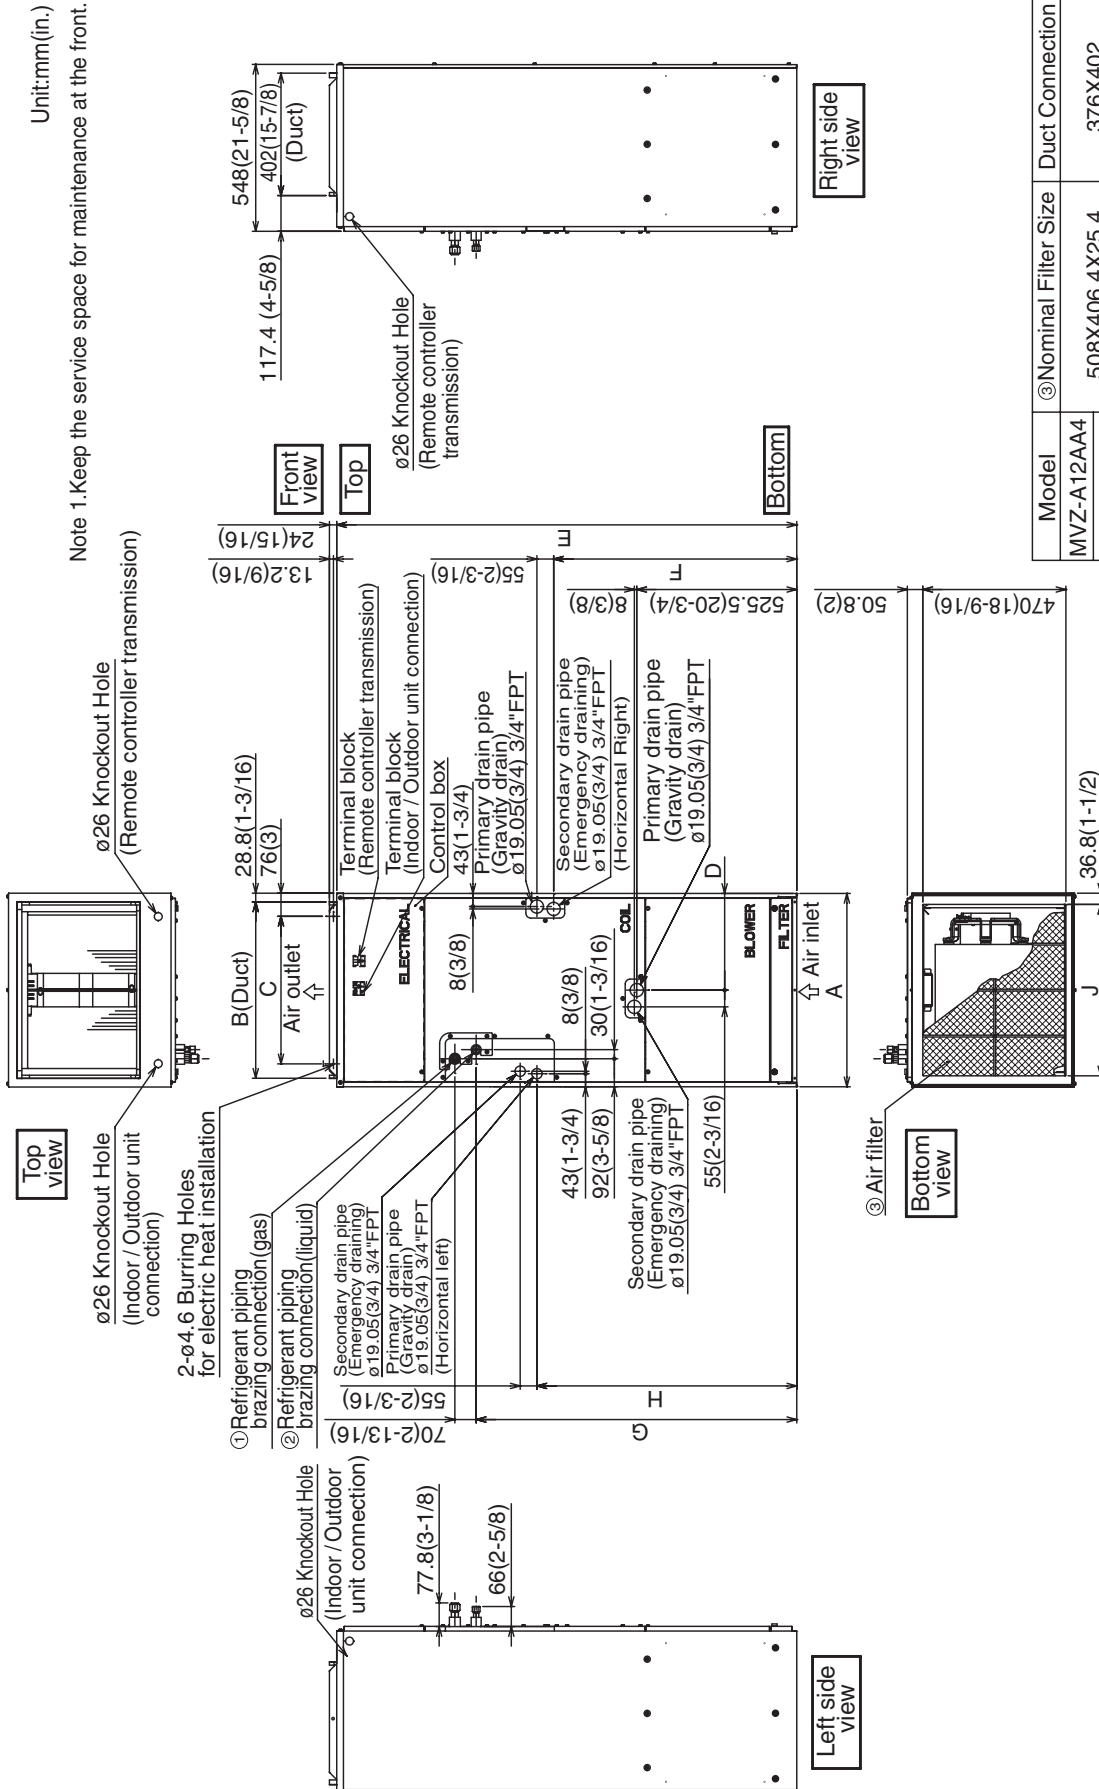 Unit:mm(in.)
Note 1.Keep the service space for maintenance at the front.
Top
view
ø26 Knockout Hole
(Indoor / Outdoor unit
connection)
ø26 Knockout Hole
(Remote controller transmission)
2-ø4.6 Burring Holes
for electric heat installation
①Refrigerant piping
brazing connection(gas)
②Refrigerant piping
brazing connection(liquid)
Secondary drain pipe
(Emergency draining)
ø19.05(3/4) 3/4"FPT
Primary drain pipe
(Gravity drain)
ø19.05(3/4) 3/4"FPT
(Horizontal left)
55(2-3/16)
70(2-13/16)
H
G
B(Duct)
C
Air outlet
28.8(1-3/16)
76(3)
Terminal block
(Remote controller transmission)
Terminal block
(Indoor / Outdoor unit connection)
Control box
43(1-3/4)
Primary drain pipe
(Gravity drain)
ø19.05(3/4) 3/4"FPT
Secondary drain pipe
(Emergency draining)
ø19.05(3/4) 3/4"FPT
(Horizontal Right)
Primary drain pipe
(Gravity drain)
ø19.05(3/4) 3/4"FPT
D
ELECTRICAL
COIL
BLOWER
FILTER
8(3/8)
8(3/8)
30(1-3/16)
43(1-3/4)
92(3-5/8)
Secondary drain pipe
(Emergency draining)
ø19.05(3/4) 3/4"FPT
55(2-3/16)
Air inlet
A
13.2(9/16)
24(15/16)
55(2-3/16)
E
F
8(3/8)
525.5(20-3/4)
Front
view
Top
Bottom
ø26 Knockout Hole
(Indoor / Outdoor
unit connection)
77.8(3-1/8)
66(2-5/8)
Left side
view
548(21-5/8)
402(15-7/8)
(Duct)
117.4 (4-5/8)
ø26 Knockout Hole
(Remote controller
transmission)
Right side
view
③Air filter
Bottom
view
50.8(2)
470(18-9/16)
36.8(1-1/2)
J
Model
③Nominal Filter Size
Duct Connection
MVZ-A12AA4
508X406.4X25.4
376X402